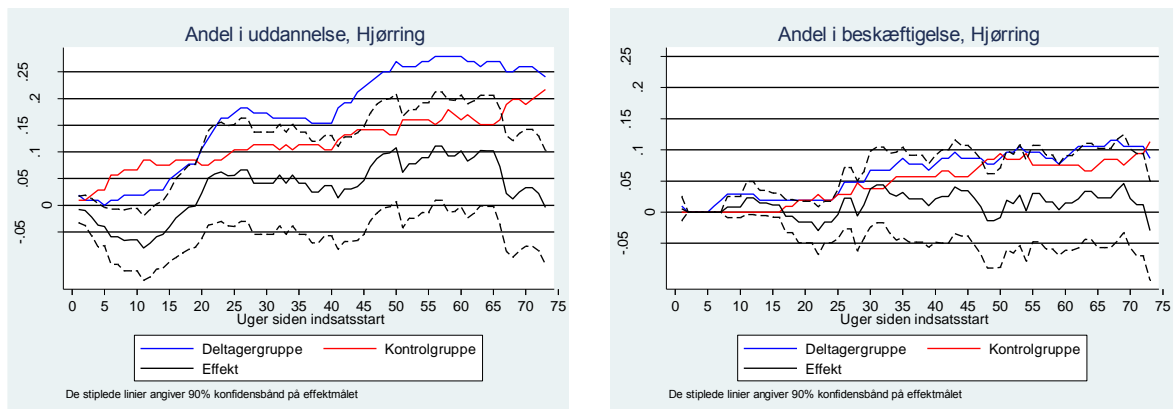 Andel i uddannelse, Hjørring
.25
.2
.15
.1
.05
0
-.05
0 5 10 15 20 25 30 35 40 45 50 55 60 65 70 75
Uger siden indsatsstart
Deltagergruppe Kontrolgruppe
Effekt
De stiplede linier angiver 90% konfidensbånd på effektmålet
Andel i beskæftigelse, Hjørring
.25
.2
.15
.1
.05
0
-.05
0 5 10 15 20 25 30 35 40 45 50 55 60 65 70 75
Uger siden indsatsstart
Deltagergruppe Kontrolgruppe
Effekt
De stiplede linier angiver 90% konfidensbånd på effektmålet